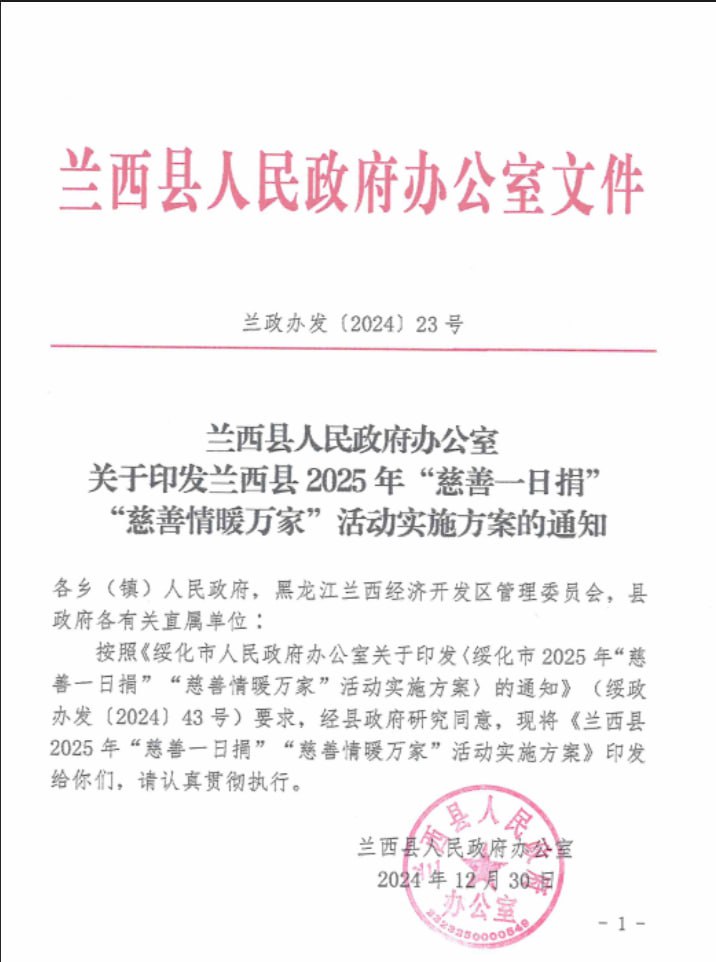 兰西县人民政府办公室文件
兰政办发〔2024〕23 号
兰西县人民政府办公室
关于印发兰西县 2025 年“慈善一日捐”
“慈善情暖万家”活动实施方案的通知
各乡（镇）人民政府，黑龙江兰西经济开发区管理委员会，县
政府各有关直属单位：
按照《绥化市人民政府办公室关于印发〈绥化市 2025 年“慈
善一日捐”“慈善情暖万家”活动实施方案〉的通知》（绥政
办发〔2024〕43 号）要求，经县政府研究同意，现将《兰西县
2025 年“慈善一日捐”“慈善情暖万家”活动实施方案》印发
给你们，请认真贯彻执行。
兰西县人民政府办公室
2024 年 12 月 30 日
兰西县人民政府
办公室
- 1 -